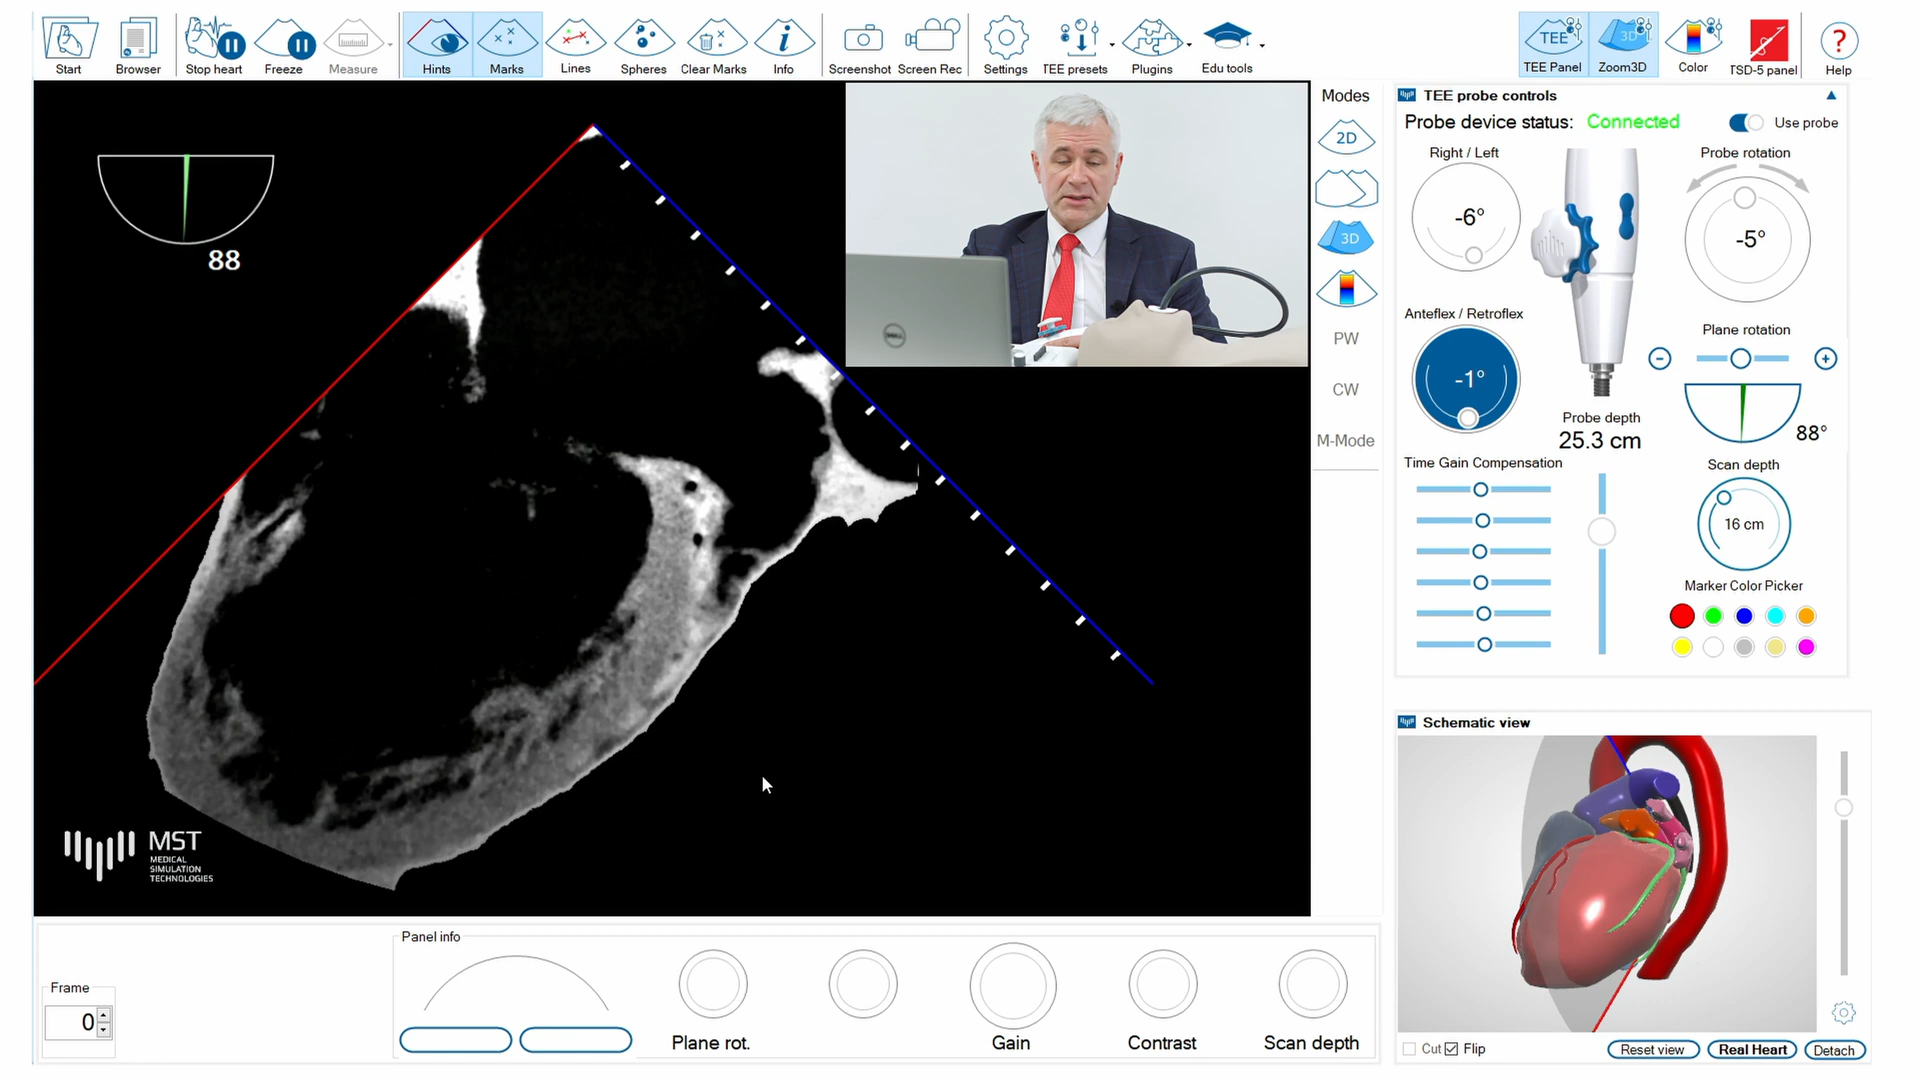 Start
Browser
Stop heart
Freeze
Measure
Hints
Marks
Lines
Spheres
Clear Marks
Info
Screenshot
Screen Rec
Settings
TEE presets
Plugins
Edu tools
TEE
TEE Panel
3D
Zoom3D
Color
TSD-5 panel
?
Help
88
Modes
2D
3D
PW
CW
M-Mode
TEE probe controls
Probe device status: Connected
Use probe
Right / Left
-6°
Probe rotation
-5°
Anteflex / Retroflex
-1°
Plane rotation
88°
Probe depth
25.3 cm
Time Gain Compensation
Scan depth
16 cm
Marker Color Picker
Schematic view
Cut
Flip
Reset view
Real Heart
Detach
DELL
MST
MEDICAL
SIMULATION
TECHNOLOGIES
Frame
0
Panel info
Plane rot.
Gain
Contrast
Scan depth